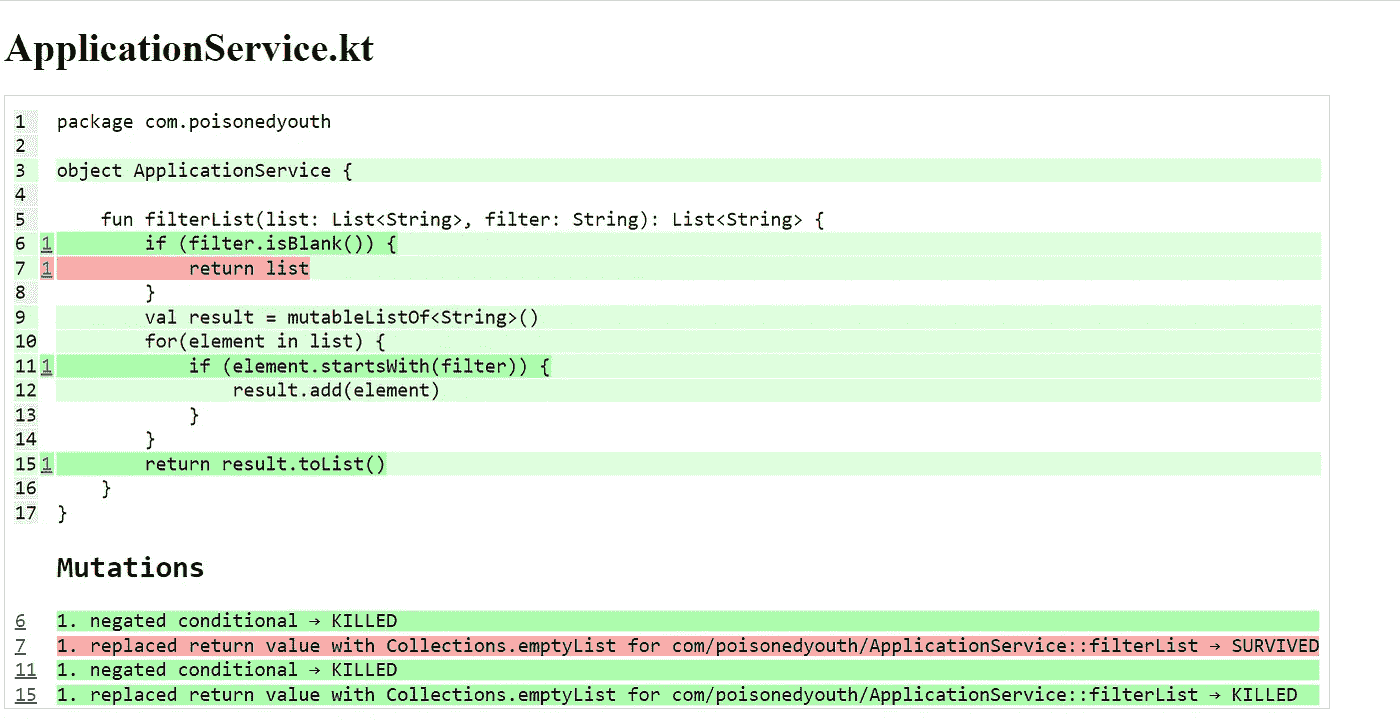 ApplicationService.kt
1 package com.poisonedyouth
2
3 object ApplicationService {
4
5 fun filterList(list: List<String>, filter: String): List<String> {
6 1 if (filter.isBlank()) {
7 1 return list
8 }
9 val result = mutableListOf<String>()
10 for(element in list) {
11 1 if (element.startsWith(filter)) {
12 result.add(element)
13 }
14 }
15 1 return result.toList()
16 }
17 }
Mutations
6 1. negated conditional → KILLED
7 1. replaced return value with Collections.emptyList for com/poisonedyouth/ApplicationService::filterList → SURVIVED
11 1. negated conditional → KILLED
15 1. replaced return value with Collections.emptyList for com/poisonedyouth/ApplicationService::filterList → KILLED